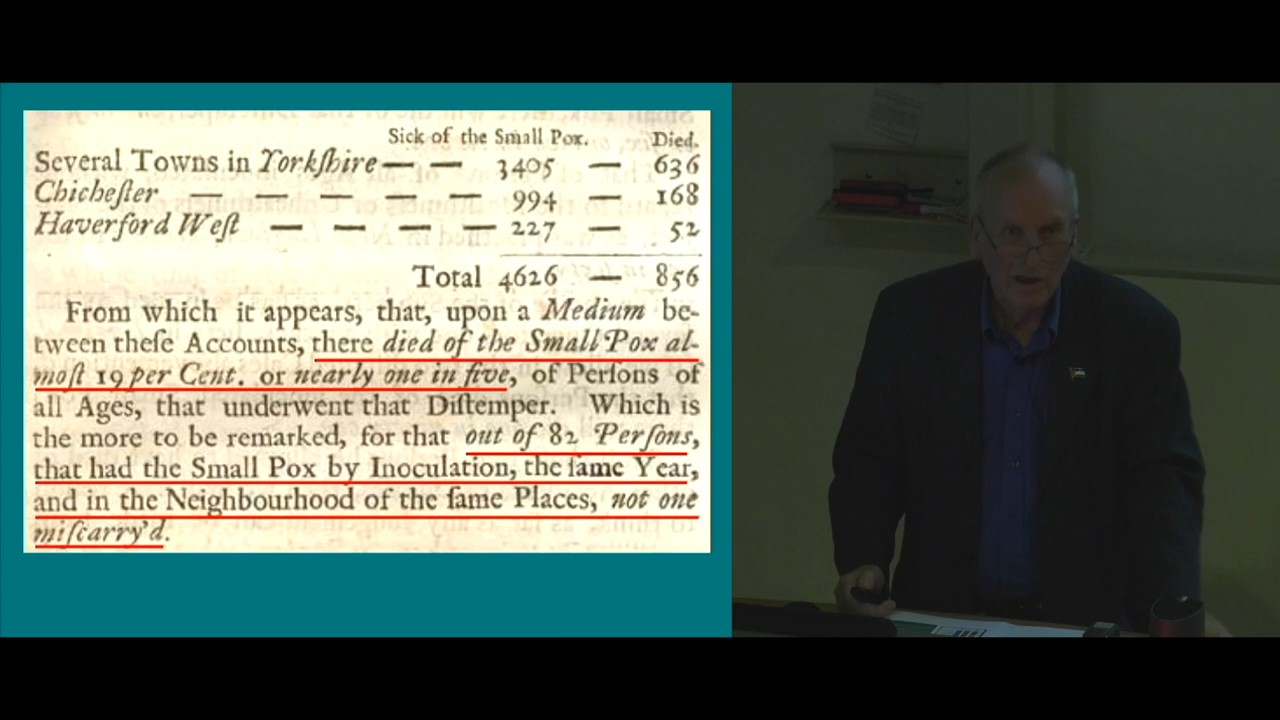 Sick of the Small Pox. Died.
Several Towns in Yorkſhire — — 3405 — 636
Chicheſter — — — — — 994 — 168
Haverford Weſt — — — — 227 — 52
Total 4626 — 856
From which it appears, that, upon a Medium be-
tween theſe Accounts, there died of the Small Pox al-
moſt 19 per Cent. or nearly one in five, of Perſons of
all Ages, that underwent that Diſtemper. Which is
the more to be remarked, for that out of 82 Perſons,
that had the Small Pox by Inoculation, the ſame Year,
and in the Neighbourhood of the ſame Places, not one
miſcarry'd.